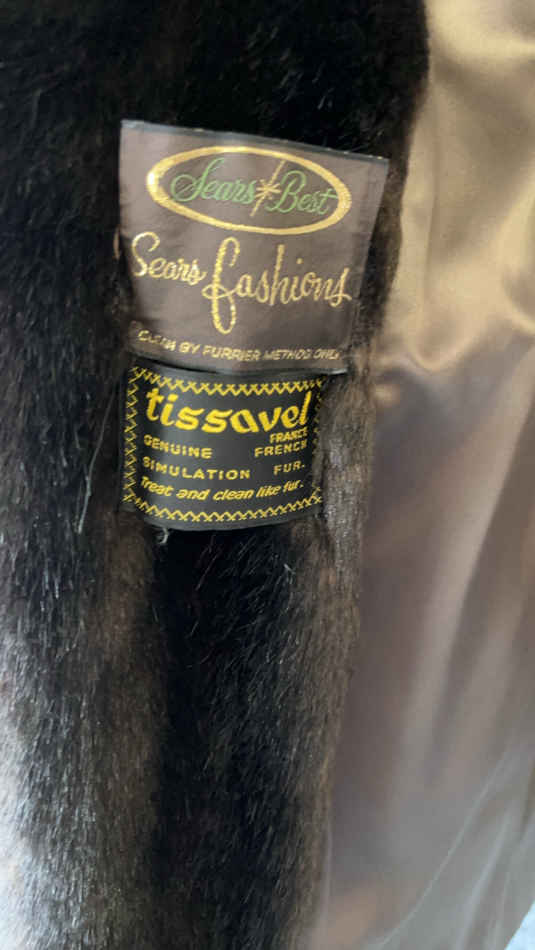 Sears Best
Sears fashions
CLEAN BY FURRIER METHOD ONLY
tissavel
FRANCE
GENUINE FRENCH
SIMULATION FUR.
Treat and clean like fur.